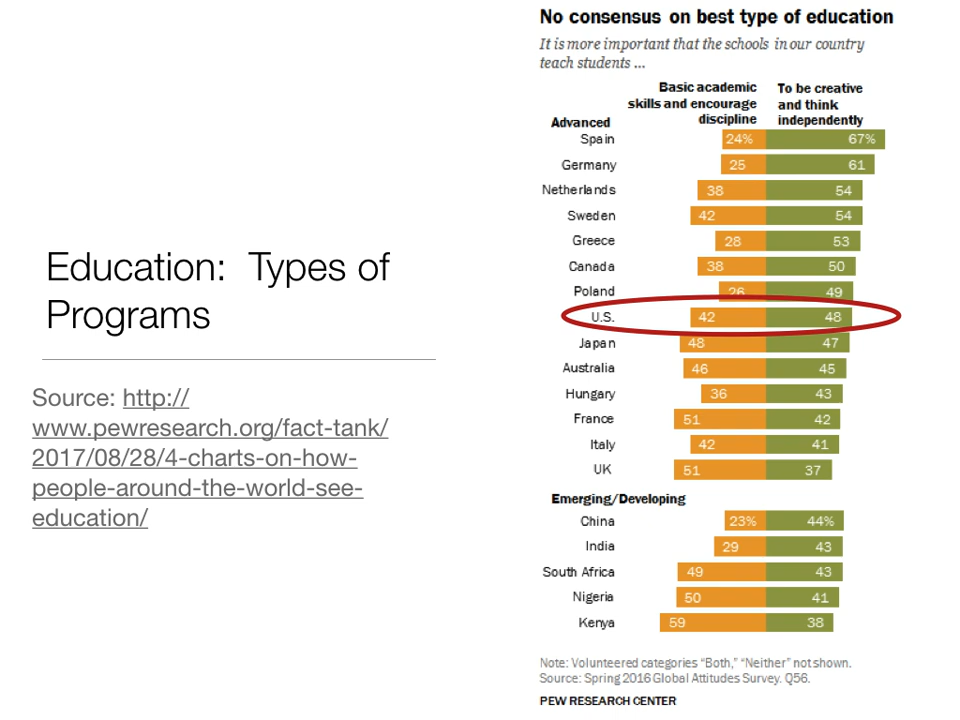 Education: Types of
Programs
Source: http://
www.pewresearch.org/fact-tank/
2017/08/28/4-charts-on-how-
people-around-the-world-see-
education/
No consensus on best type of education
It is more important that the schools in our country
teach students ...
Basic academic
skills and encourage
discipline
To be creative
and think
independently
Advanced
Spain 24% 67%
Germany 25 61
Netherlands 38 54
Sweden 42 54
Greece 28 53
Canada 38 50
Poland 26 49
U.S. 42 48
Japan 48 47
Australia 46 45
Hungary 36 43
France 51 42
Italy 42 41
UK 51 37
Emerging/Developing
China 23% 44%
India 29 43
South Africa 49 43
Nigeria 50 41
Kenya 59 38
Note: Volunteered categories “Both,” “Neither” not shown.
Source: Spring 2016 Global Attitudes Survey. Q56.
PEW RESEARCH CENTER